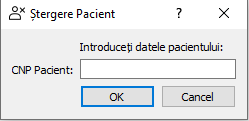 Ștergere Pacient ?
Introduceți datele pacientului:
CNP Pacient:
OK Cancel